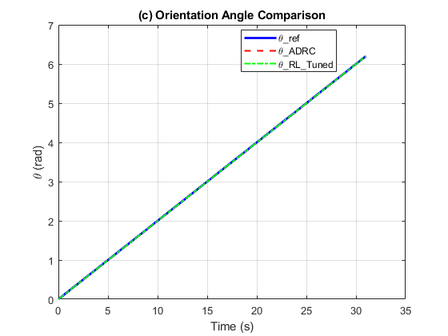 (c) Orientation Angle Comparison
θ_ref
θ_ADRC
θ_RL_Tuned
7
6
5
4
3
2
1
0
θ (rad)
0 5 10 15 20 25 30 35
Time (s)